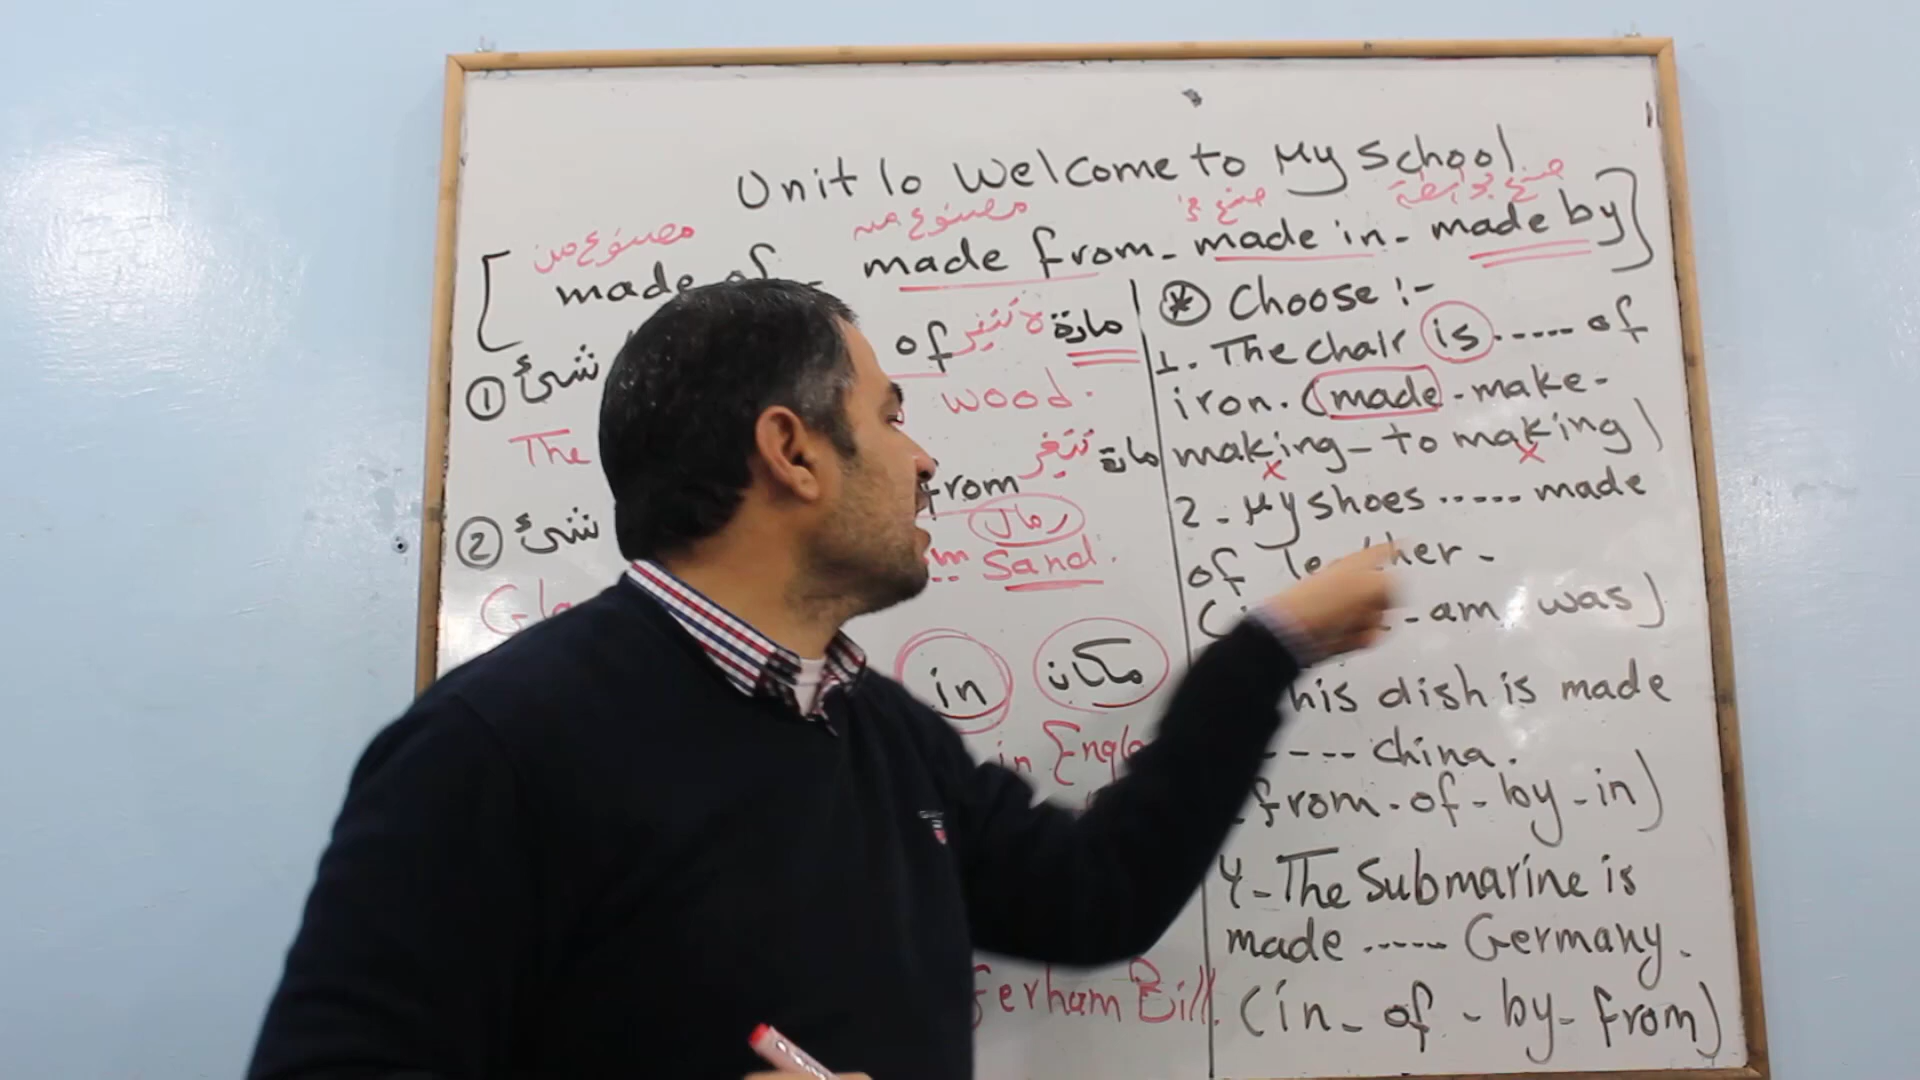 Unit 10 Welcome to My School
مصنوع من مصنوع من صنع في صنع بواسطة
[ made of - made from - made in - made by ]
① شئ of لا تتغير مادة
The wood.
② شئ from تتغير مادة
رمال
Sand.
in مكان
in
Bill.
* Choose :-
1. The chair is ..... of
iron. (made - make -
making - to making)
2 - My shoes ..... made
of
- am was)
his dish is made
---- China.
from - of - by - in)
4 - The Submarine is
made ..... Germany.
(in - of - by - from)